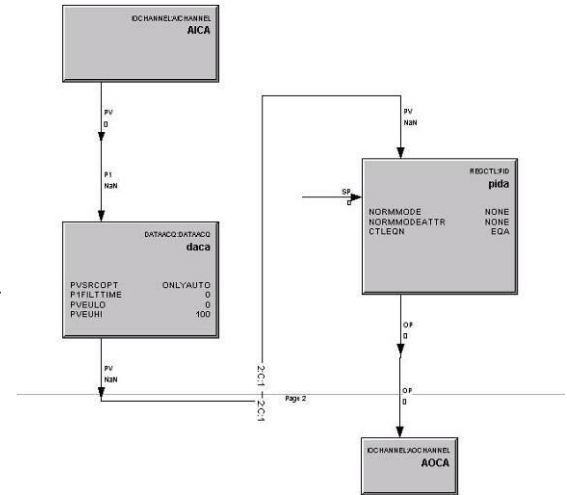 IOCHANNEL:AICHANNEL
AICA
PV
0
P1
NaN
DATAACQ:DATAACQ
daca
PVSRCOPT ONLYAUTO
P1FILTTIME 0
PVEULO 0
PVEUHI 100
PV
NaN
2:C:1 – 2:C:1
Page 2
PV
NaN
REGCTL:PID
pida
SP
0
NORMMODE NONE
NORMMODEATTR NONE
CTLEQN EQA
OP
0
OP
0
IOCHANNEL:AOCHANNEL
AOCA